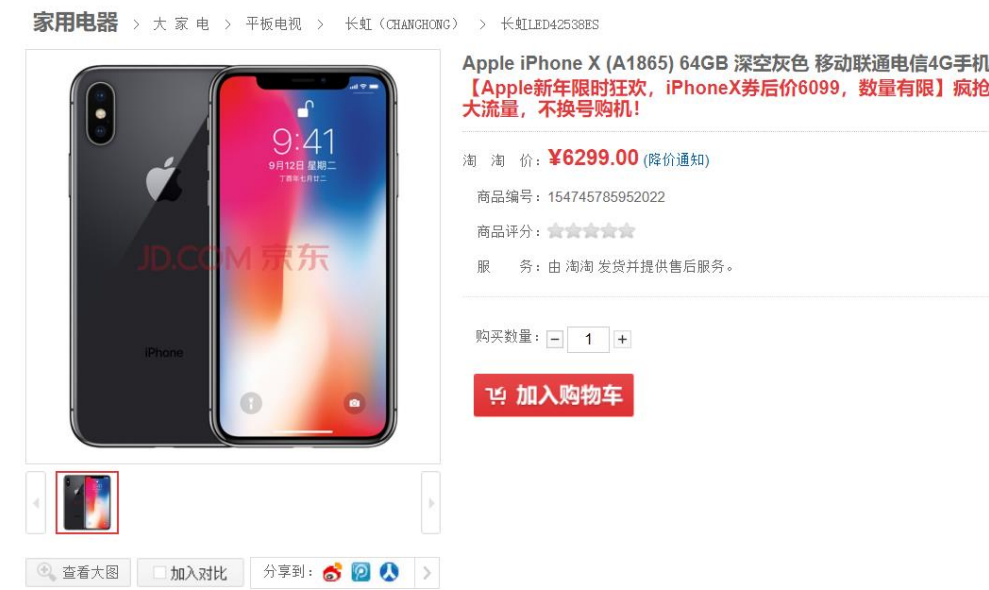 家用电器 > 大 家 电 > 平板电视 > 长虹（CHANGHONG） > 长虹LED42538ES
Apple iPhone X (A1865) 64GB 深空灰色 移动联通电信4G手机
【Apple新年限时狂欢，iPhoneX券后价6099，数量有限】疯抢
大流量，不换号购机！
淘 淘 价：¥6299.00 (降价通知)
商品编号：154745785952022
商品评分：
服 务：由 淘淘 发货并提供售后服务。
购买数量： − 1 +
加入购物车
9:41
9月12日 星期二
丁酉年七月廿二
JD.COM 京东
iPhone
查看大图 加入对比 分享到：